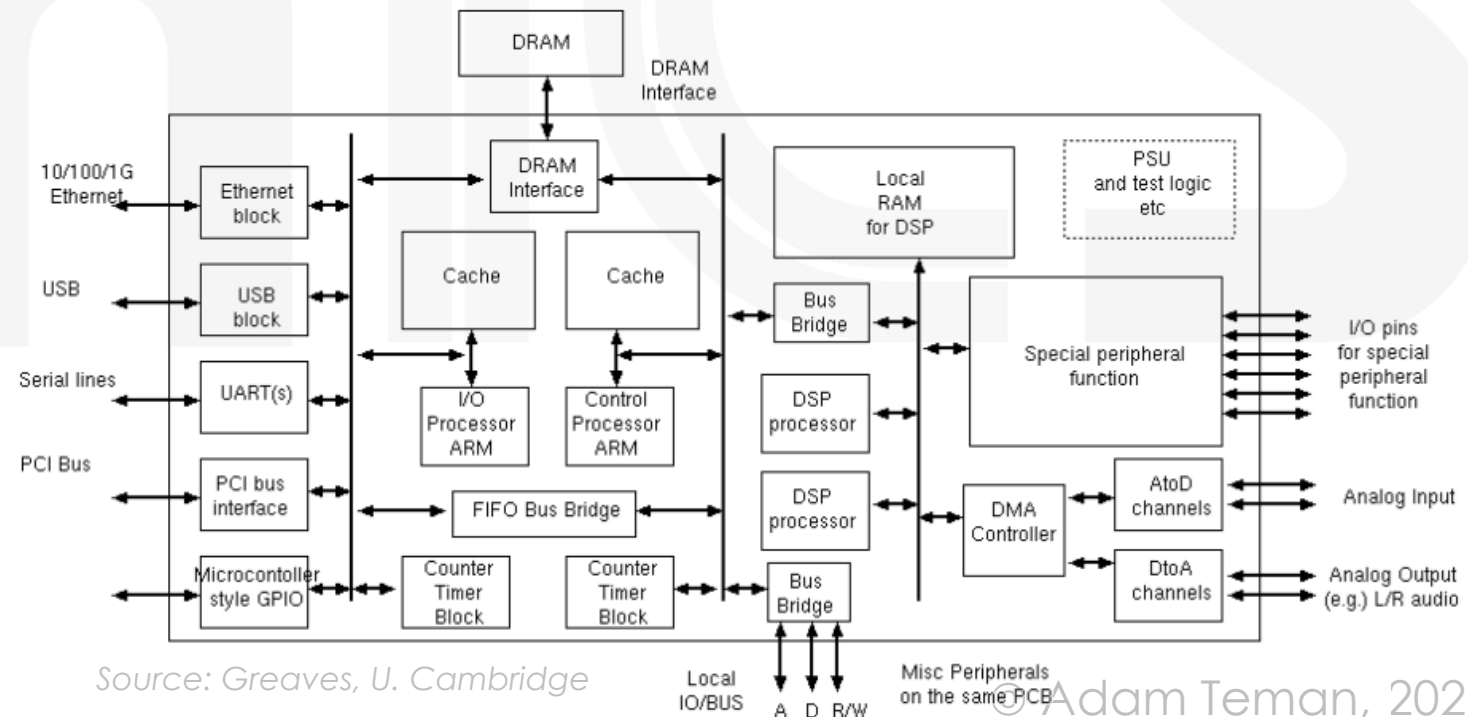 DRAM
DRAM
Interface
10/100/1G
Ethernet
Ethernet
block
DRAM
Interface
Local
RAM
for DSP
PSU
and test logic
etc
USB
USB
block
Cache
Cache
Bus
Bridge
Special peripheral
function
I/O pins
for special
peripheral
function
Serial lines
UART(s)
I/O
Processor
ARM
Control
Processor
ARM
DSP
processor
PCI Bus
PCI bus
interface
FIFO Bus Bridge
DSP
processor
DMA
Controller
AtoD
channels
Analog Input
Microcontoller
style GPIO
Counter
Timer
Block
Counter
Timer
Block
Bus
Bridge
DtoA
channels
Analog Output
(e.g.) L/R audio
Source: Greaves, U. Cambridge
Local
IO/BUS
A D R/W
Misc Peripherals
on the same PCB
© Adam Teman, 202